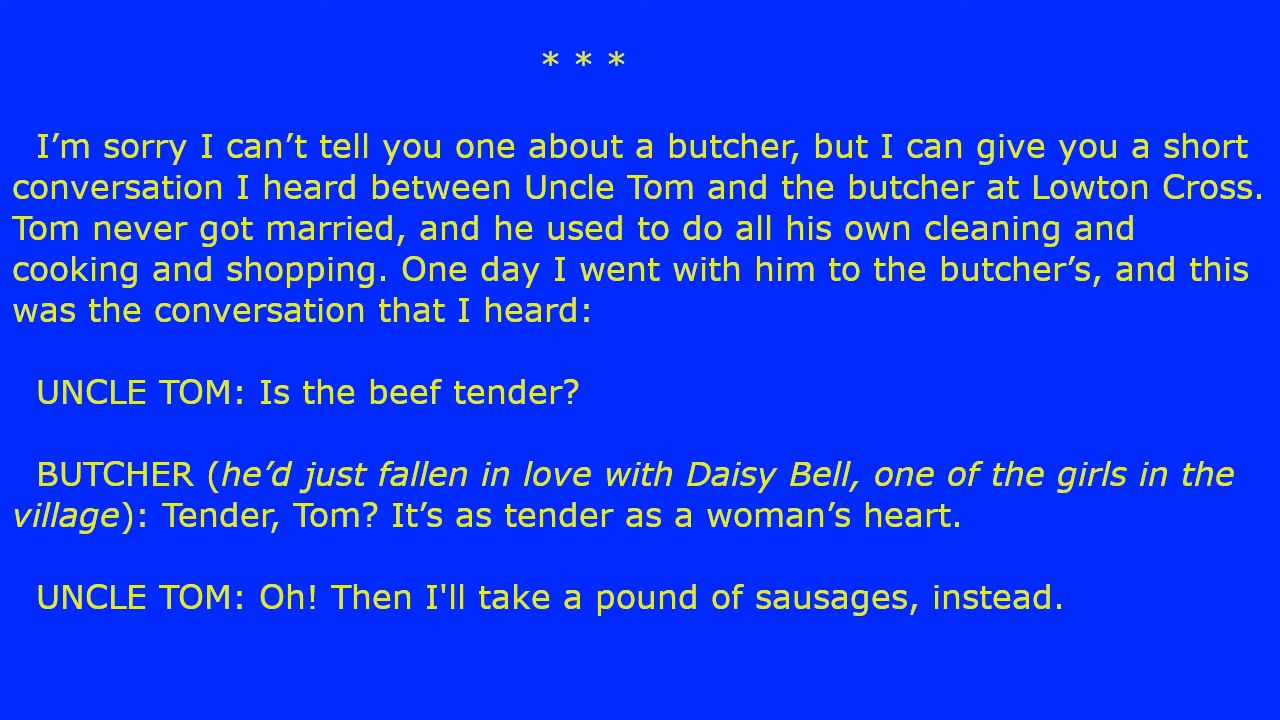 * * *
I’m sorry I can’t tell you one about a butcher, but I can give you a short
conversation I heard between Uncle Tom and the butcher at Lowton Cross.
Tom never got married, and he used to do all his own cleaning and
cooking and shopping. One day I went with him to the butcher’s, and this
was the conversation that I heard:
UNCLE TOM: Is the beef tender?
BUTCHER (he’d just fallen in love with Daisy Bell, one of the girls in the
village): Tender, Tom? It’s as tender as a woman’s heart.
UNCLE TOM: Oh! Then I'll take a pound of sausages, instead.